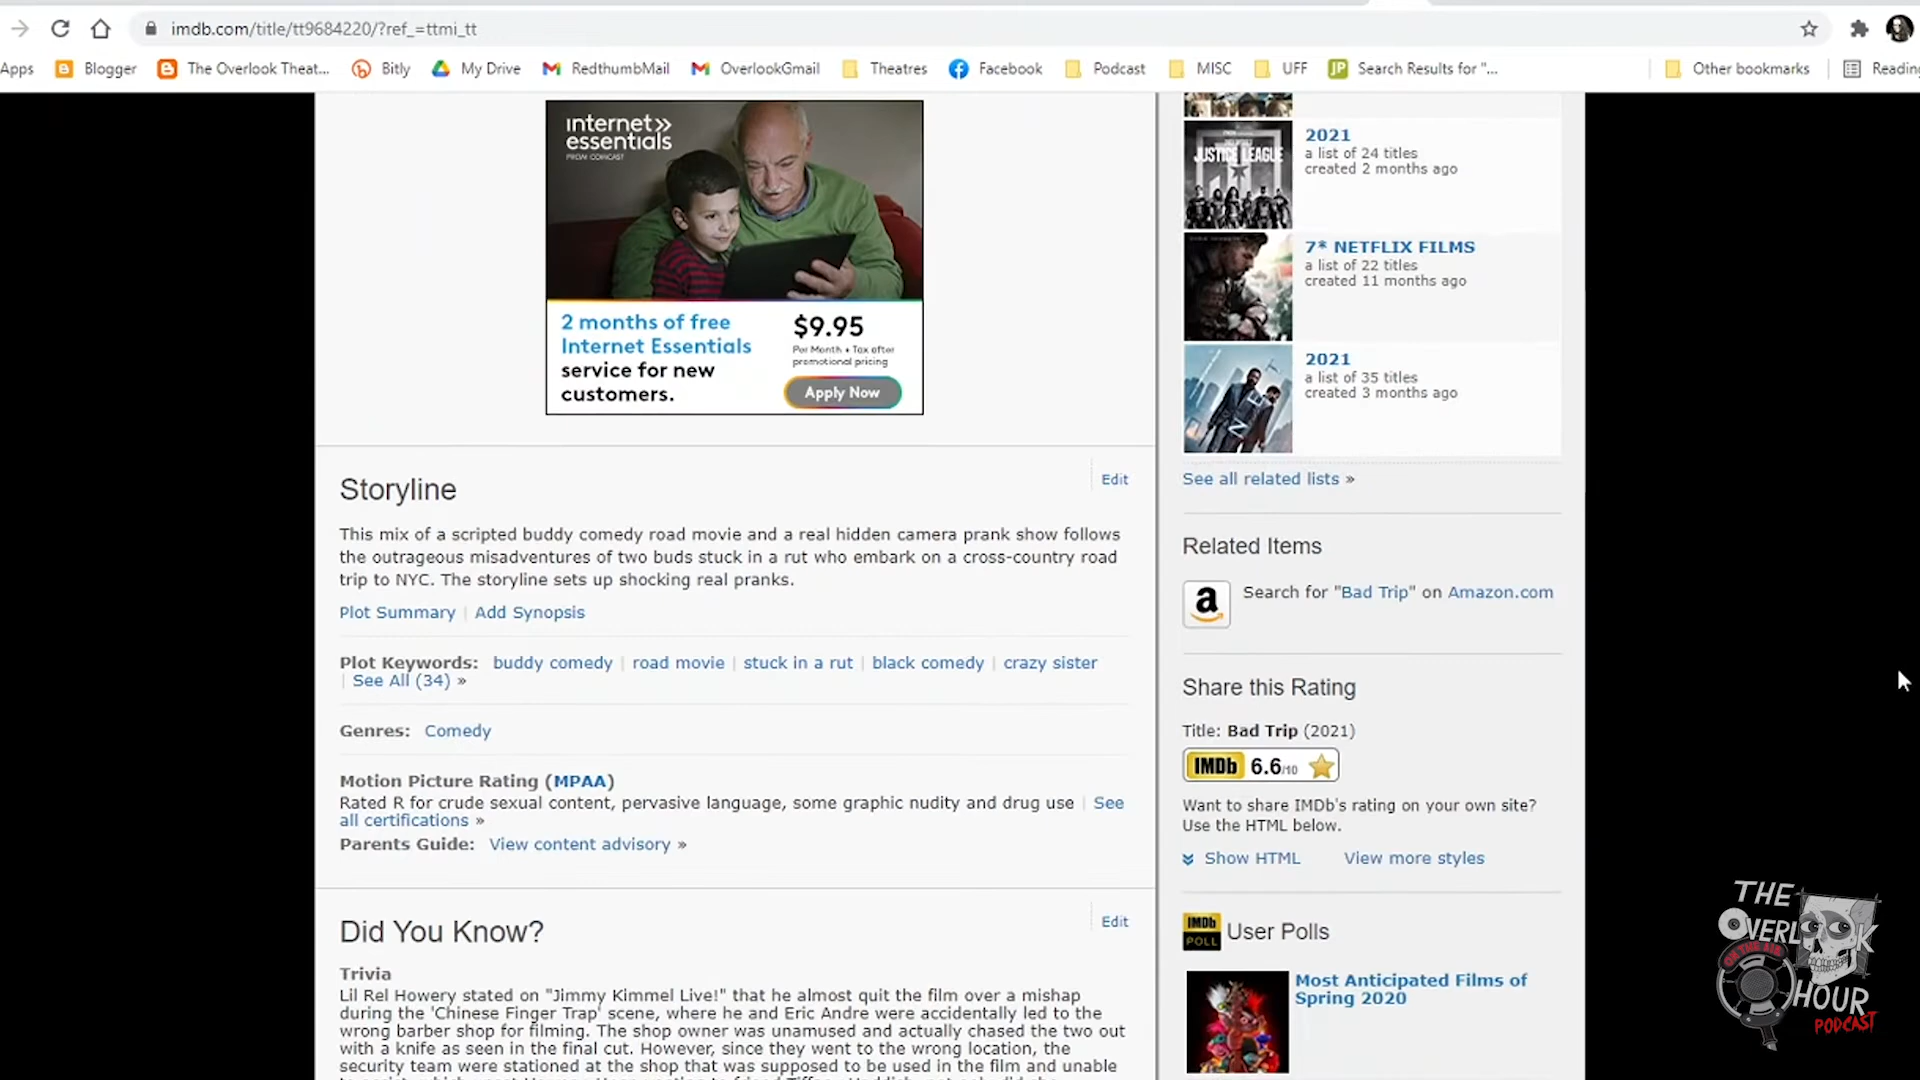 imdb.com/title/tt9684220/?ref_=ttmi_tt
Apps Blogger The Overlook Theat... Bitly My Drive RedthumbMail OverlookGmail Theatres Facebook Podcast MISC UFF Search Results for "... Other bookmarks Reading
internet
essentials
FROM COMCAST
2 months of free
Internet Essentials
service for new
customers.
$9.95
Per Month + Tax after
promotional pricing
Apply Now
JUSTICE LEAGUE
2021
a list of 24 titles
created 2 months ago
7* NETFLIX FILMS
a list of 22 titles
created 11 months ago
2021
a list of 35 titles
created 3 months ago
See all related lists »
Storyline
Edit
This mix of a scripted buddy comedy road movie and a real hidden camera prank show follows
the outrageous misadventures of two buds stuck in a rut who embark on a cross-country road
trip to NYC. The storyline sets up shocking real pranks.
Plot Summary | Add Synopsis
Plot Keywords: buddy comedy | road movie | stuck in a rut | black comedy | crazy sister
| See All (34) »
Genres: Comedy
Motion Picture Rating (MPAA)
Rated R for crude sexual content, pervasive language, some graphic nudity and drug use | See
all certifications »
Parents Guide: View content advisory »
Did You Know?
Edit
Trivia
Lil Rel Howery stated on "Jimmy Kimmel Live!" that he almost quit the film over a mishap
during the 'Chinese Finger Trap' scene, where he and Eric Andre were accidentally led to the
wrong barber shop for filming. The shop owner was unamused and actually chased the two out
with a knife as seen in the final cut. However, since they went to the wrong location, the
security team were stationed at the shop that was supposed to be used in the film and unable
Related Items
Search for "Bad Trip" on Amazon.com
Share this Rating
Title: Bad Trip (2021)
IMDb 6.6/10
Want to share IMDb's rating on your own site?
Use the HTML below.
Show HTML View more styles
IMDb
POLL
User Polls
Most Anticipated Films of
Spring 2020
THE
OVERLOOK
ON THE 818
HOUR
PODCAST